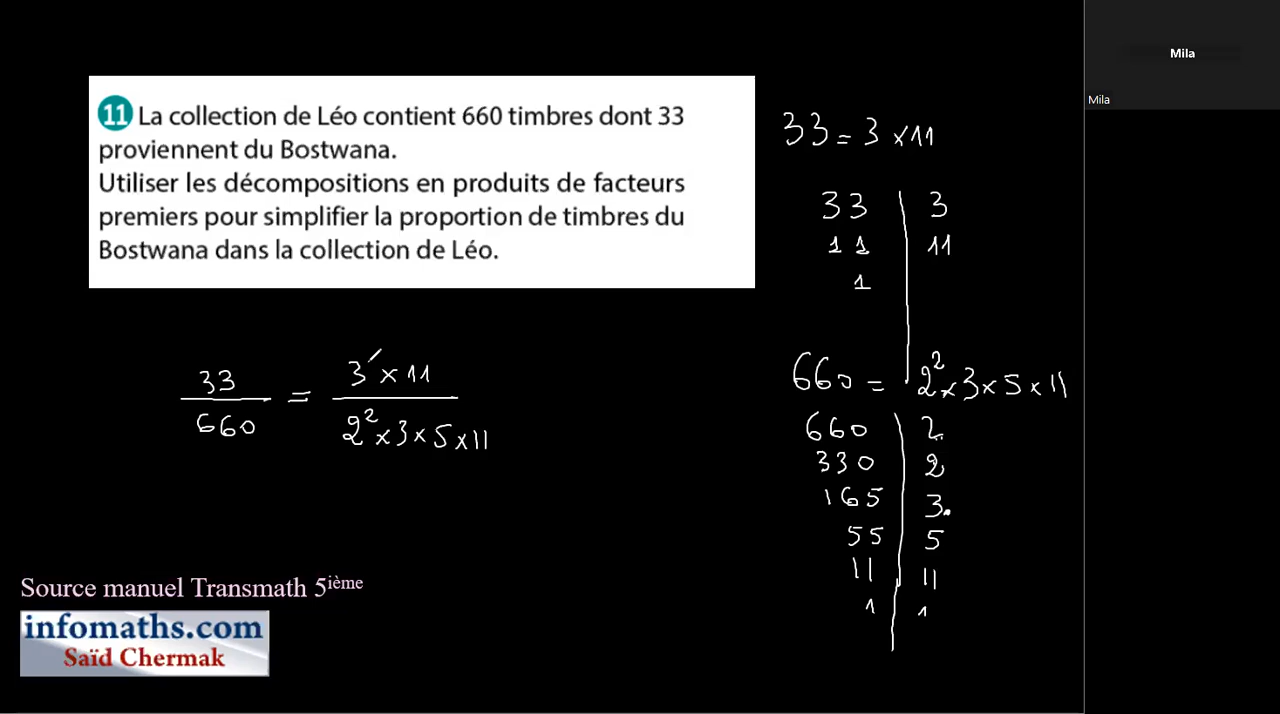 Mila
Mila
11 La collection de Léo contient 660 timbres dont 33
proviennent du Bostwana.
Utiliser les décompositions en produits de facteurs
premiers pour simplifier la proportion de timbres du
Bostwana dans la collection de Léo.
33 = 3 × 11
33 | 3
11 | 11
1 |
33/660 = 3 × 11 / 2² × 3 × 5 × 11
660 = 2² × 3 × 5 × 11
660 | 2
330 | 2
165 | 3
55 | 5
11 | 11
1 | 1
Source manuel Transmath 5ième
infomaths.com
Saïd Chermak